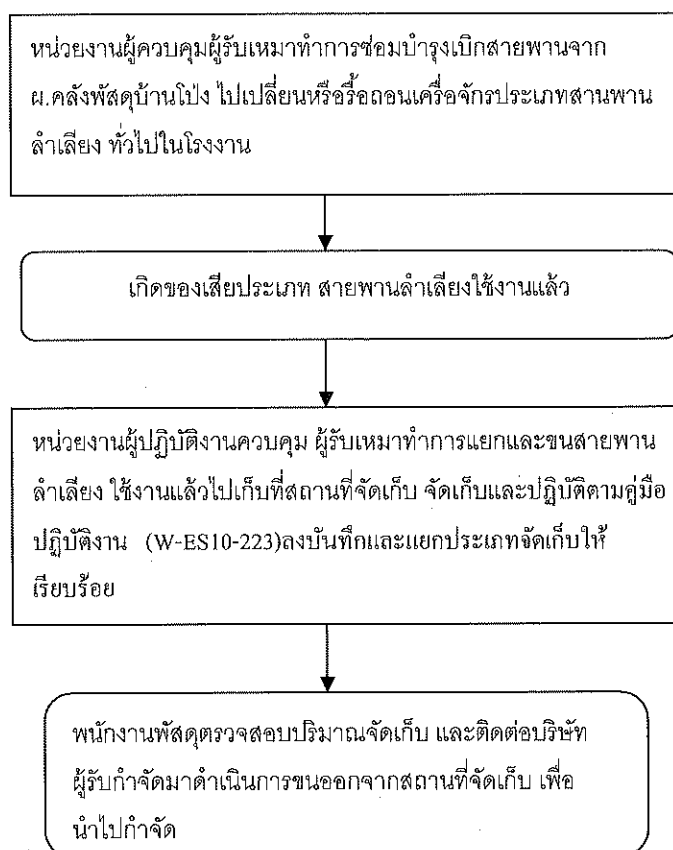 หน่วยงานผู้ควบคุมผู้รับเหมาทำการซ่อมบำรุงเบิกสายพานจาก
ผ.คลังพัสดุบ้านโป่ง ไปเปลี่ยนหรือรื้อถอนเครื่อจักรประเภทสานพาน
ลำเลียง ทั่วไปในโรงงาน
เกิดของเสียประเภท สายพานลำเลียงใช้งานแล้ว
หน่วยงานผู้ปฏิบัติงานควบคุม ผู้รับเหมาทำการแยกและขนสายพาน
ลำเลียง ใช้งานแล้วไปเก็บที่สถานที่จัดเก็บ จัดเก็บและปฏิบัติตามคู่มือ
ปฏิบัติงาน (W-ES10-223)ลงบันทึกและแยกประเภทจัดเก็บให้
เรียบร้อย
พนักงานพัสดุตรวจสอบปริมาณจัดเก็บ และติดต่อบริษัท
ผู้รับกำจัดมาดำเนินการขนออกจากสถานที่จัดเก็บ เพื่อ
นำไปกำจัด